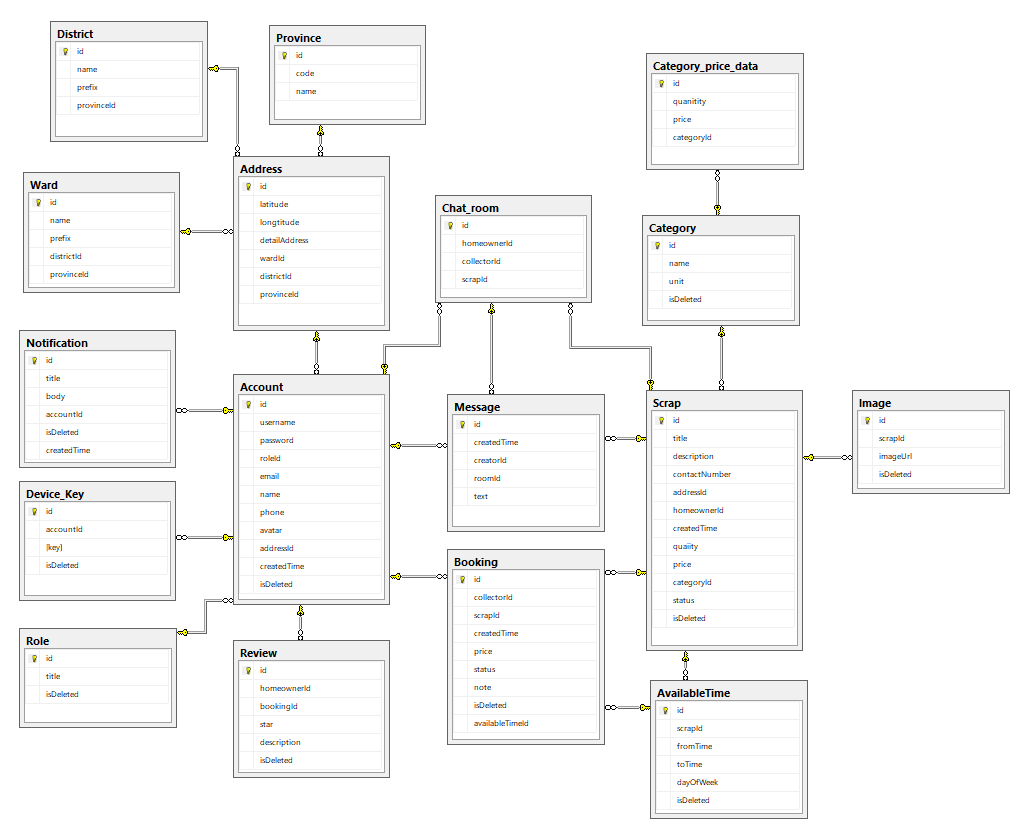 District
id
name
prefix
provinceId
Province
id
code
name
Category_price_data
id
quanitity
price
categoryId
Address
id
latitude
longtitude
detailAddress
wardId
districtId
provinceId
Ward
id
name
prefix
districtId
provinceId
Chat_room
id
homeownerId
collectorId
scrapId
Category
id
name
unit
isDeleted
Notification
id
title
body
accountId
isDeleted
createdTime
Account
id
username
password
roleId
email
name
phone
avatar
addressId
createdTime
isDeleted
Message
id
createdTime
creatorId
roomId
text
Scrap
id
title
description
contactNumber
addressId
homeownerId
createdTime
quaiity
price
categoryId
status
isDeleted
Image
id
scrapId
imageUrl
isDeleted
Device_Key
id
accountId
[key]
isDeleted
Booking
id
collectorId
scrapId
createdTime
price
status
note
isDeleted
availableTimeId
Role
id
title
isDeleted
Review
id
homeownerId
bookingId
star
description
isDeleted
AvailableTime
id
scrapId
fromTime
toTime
dayOfWeek
isDeleted